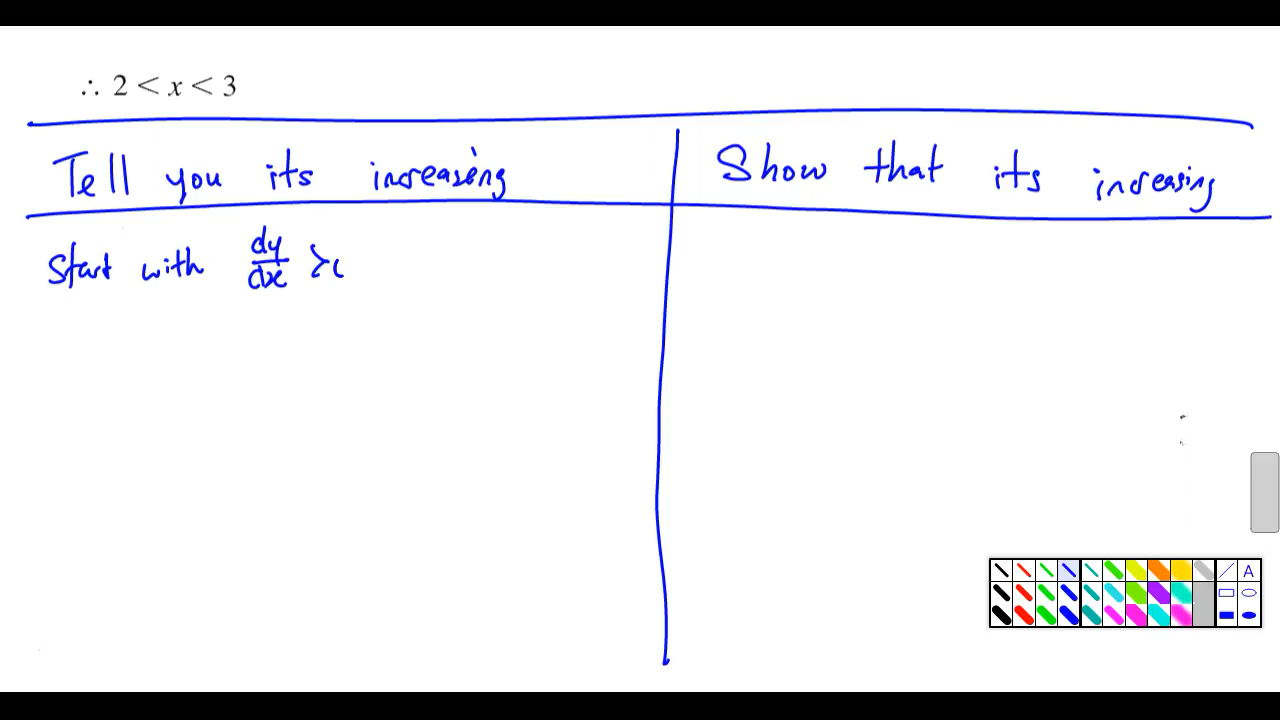 ∴ 2 < x < 3
Tell you its increasing
Show that its increasing
Start with dy/dx >
A